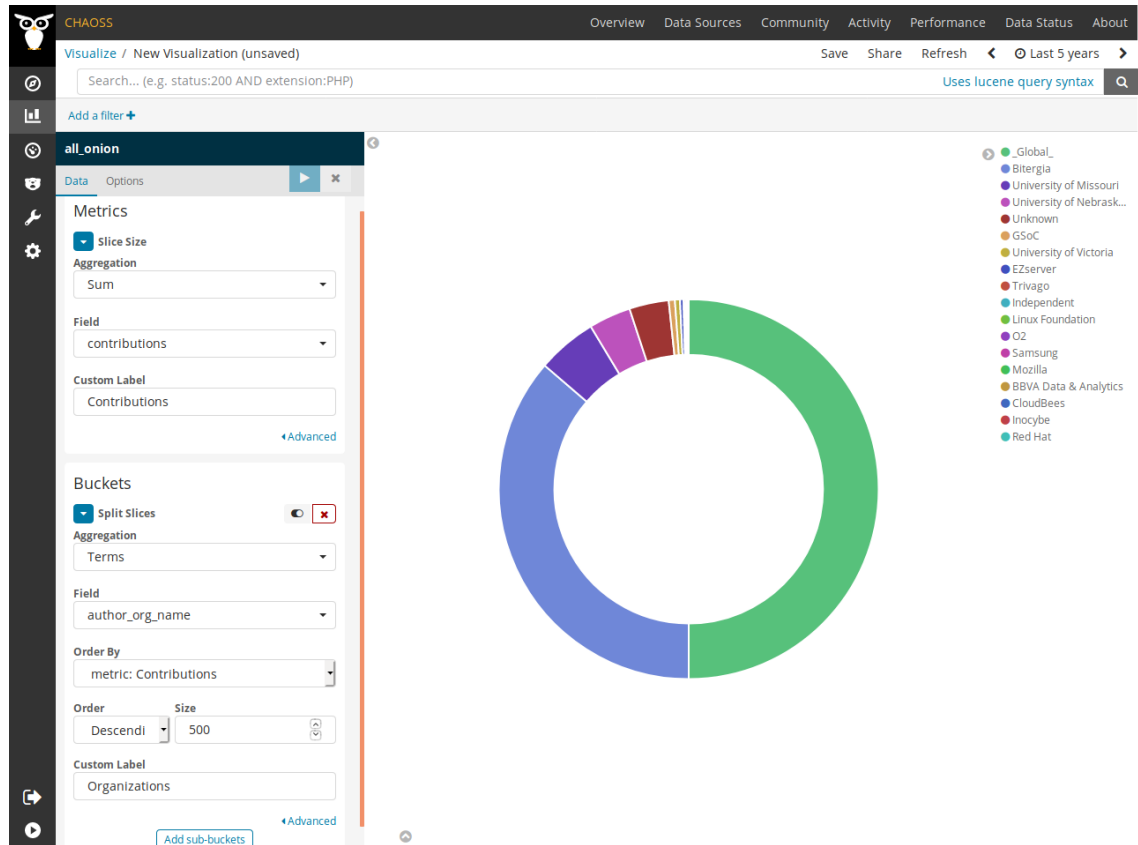 CHAOSS Overview Data Sources Community Activity Performance Data Status About
Visualize / New Visualization (unsaved) Save Share Refresh Last 5 years
Search... (e.g. status:200 AND extension:PHP) Uses lucene query syntax
Add a filter +
all_onion
Data Options
Metrics
Slice Size
Aggregation
Sum
Field
contributions
Custom Label
Contributions
Advanced
Buckets
Split Slices
Aggregation
Terms
Field
author_org_name
Order By
metric: Contributions
Order Size
Descendi 500
Custom Label
Organizations
Advanced
Add sub-buckets
_Global_
Bitergia
University of Missouri
University of Nebrask...
Unknown
GSoC
University of Victoria
EZserver
Trivago
Independent
Linux Foundation
O2
Samsung
Mozilla
BBVA Data & Analytics
CloudBees
Inocybe
Red Hat